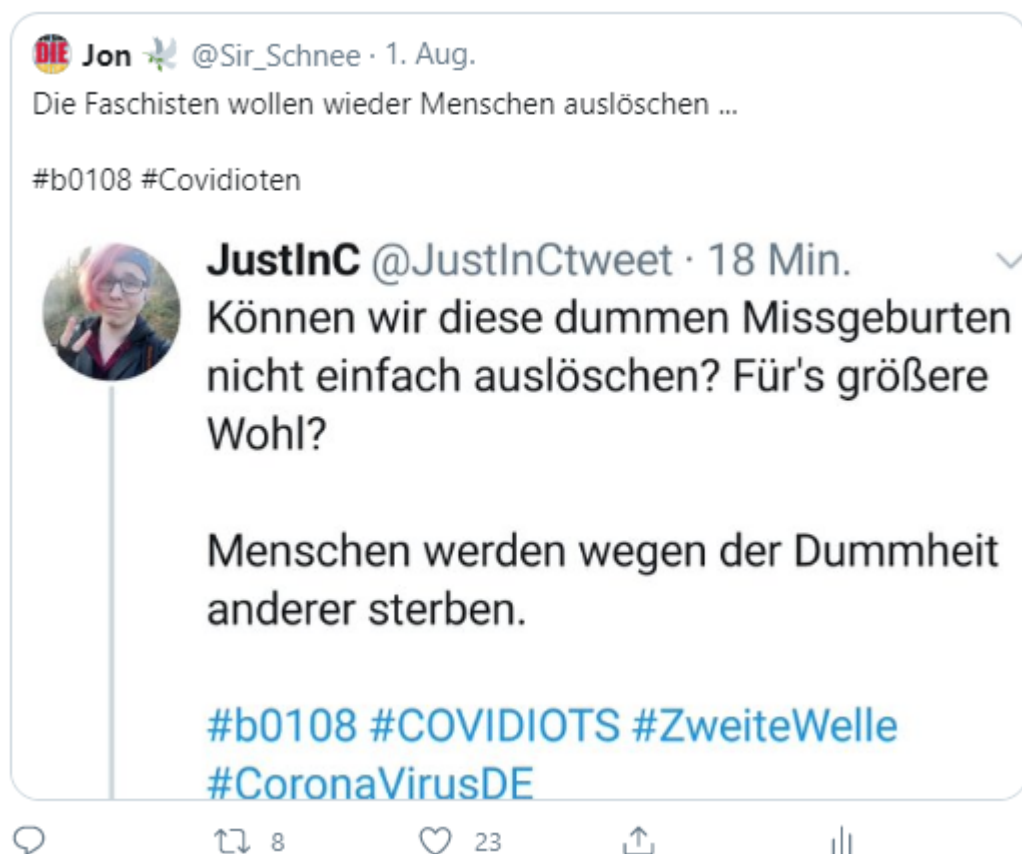 DIE Jon @Sir_Schnee · 1. Aug.
Die Faschisten wollen wieder Menschen auslöschen ...
#b0108 #Covidioten
JustInC @JustInCtweet · 18 Min.
Können wir diese dummen Missgeburten
nicht einfach auslöschen? Für's größere
Wohl?
Menschen werden wegen der Dummheit
anderer sterben.
#b0108 #COVIDIOTS #ZweiteWelle
#CoronaVirusDE
8 23